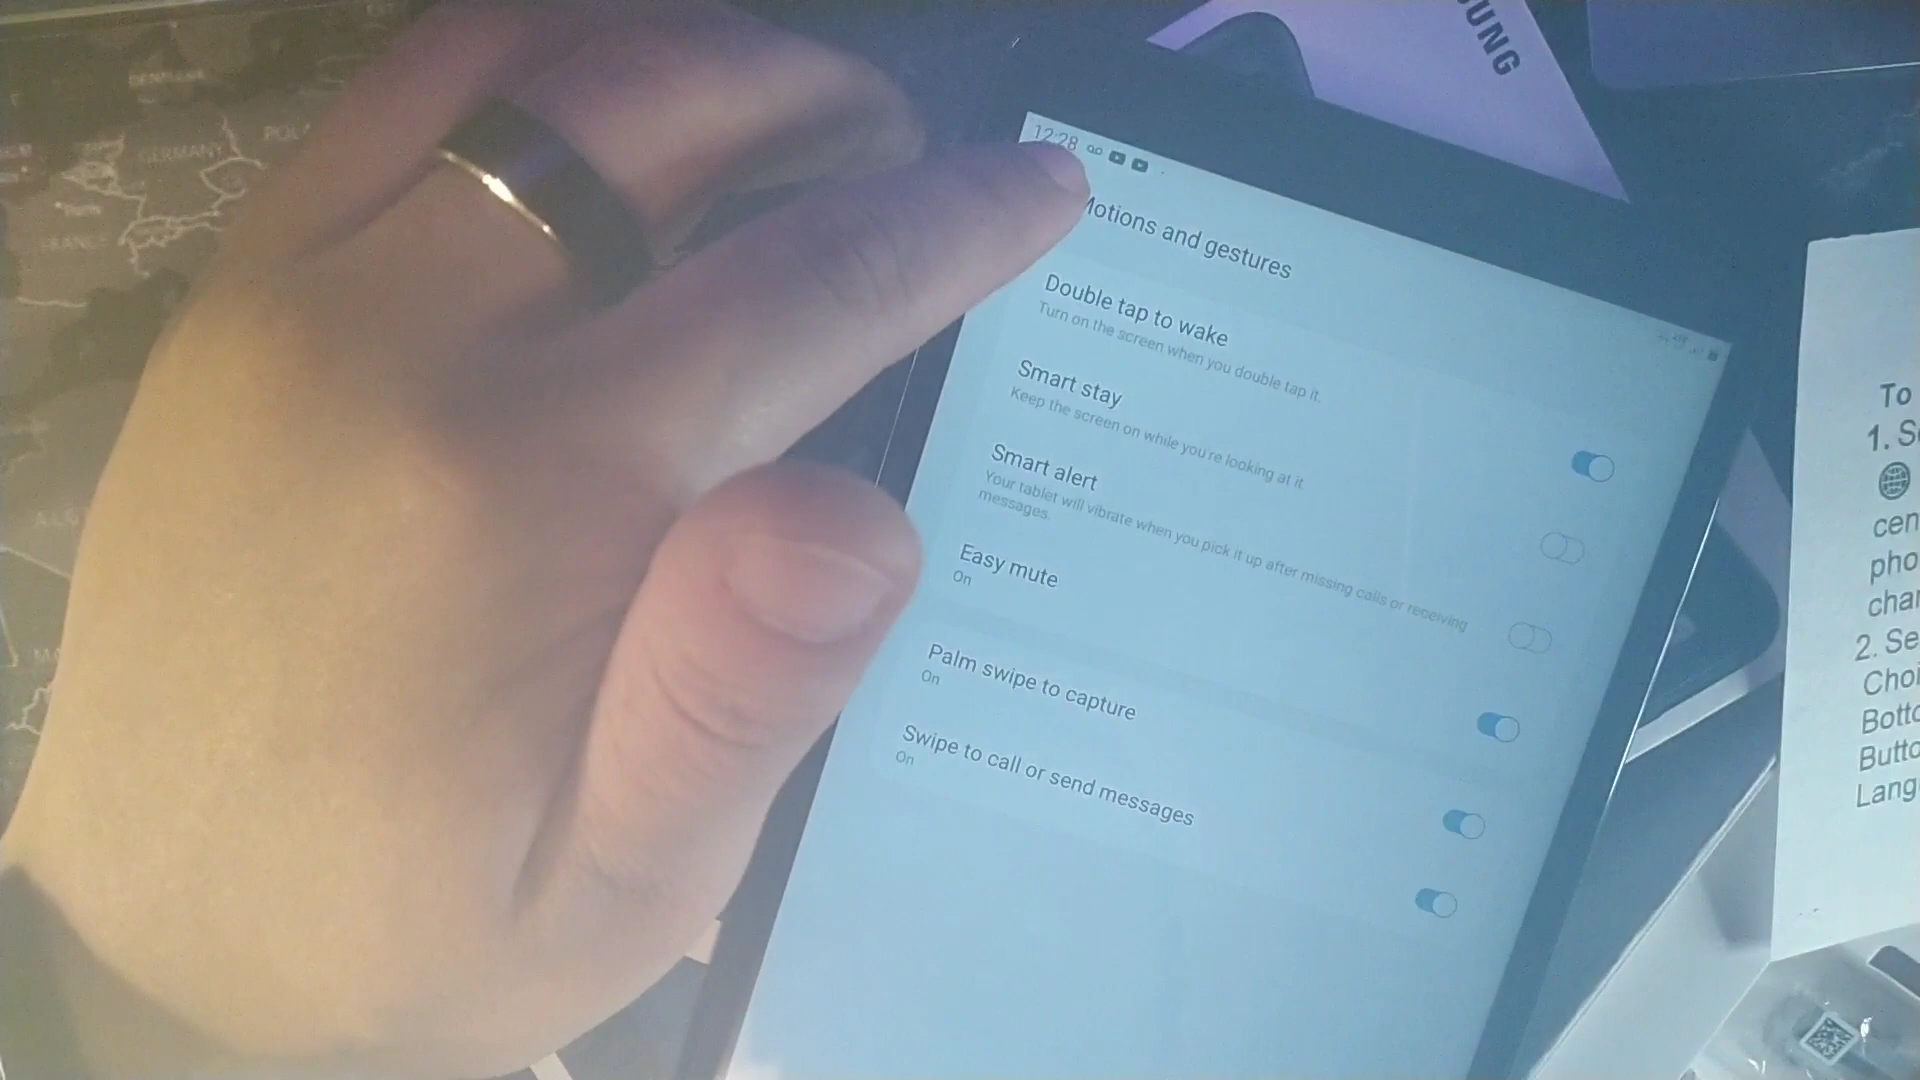 DENMARK
GERMANY
FRANCE
UNG
12:28
Motions and gestures
Double tap to wake
Turn on the screen when you double tap it.
Smart stay
Keep the screen on while you're looking at it
Smart alert
Your tablet will vibrate when you pick it up after missing calls or receiving
messages.
Easy mute
On
Palm swipe to capture
On
Swipe to call or send messages
On
To
1. Se
cen
pho
char
2. Se
Choi
Botto
Butto
Lang